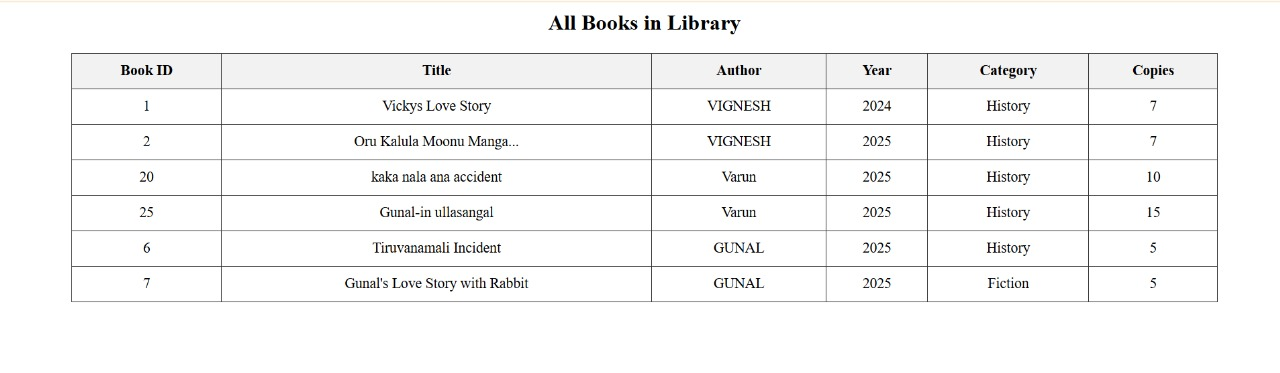 All Books in Library
Book ID Title Author Year Category Copies
1 Vickys Love Story VIGNESH 2024 History 7
2 Oru Kalula Moonu Manga... VIGNESH 2025 History 7
20 kaka nala ana accident Varun 2025 History 10
25 Gunal-in ullasangal Varun 2025 History 15
6 Tiruvanamali Incident GUNAL 2025 History 5
7 Gunal's Love Story with Rabbit GUNAL 2025 Fiction 5